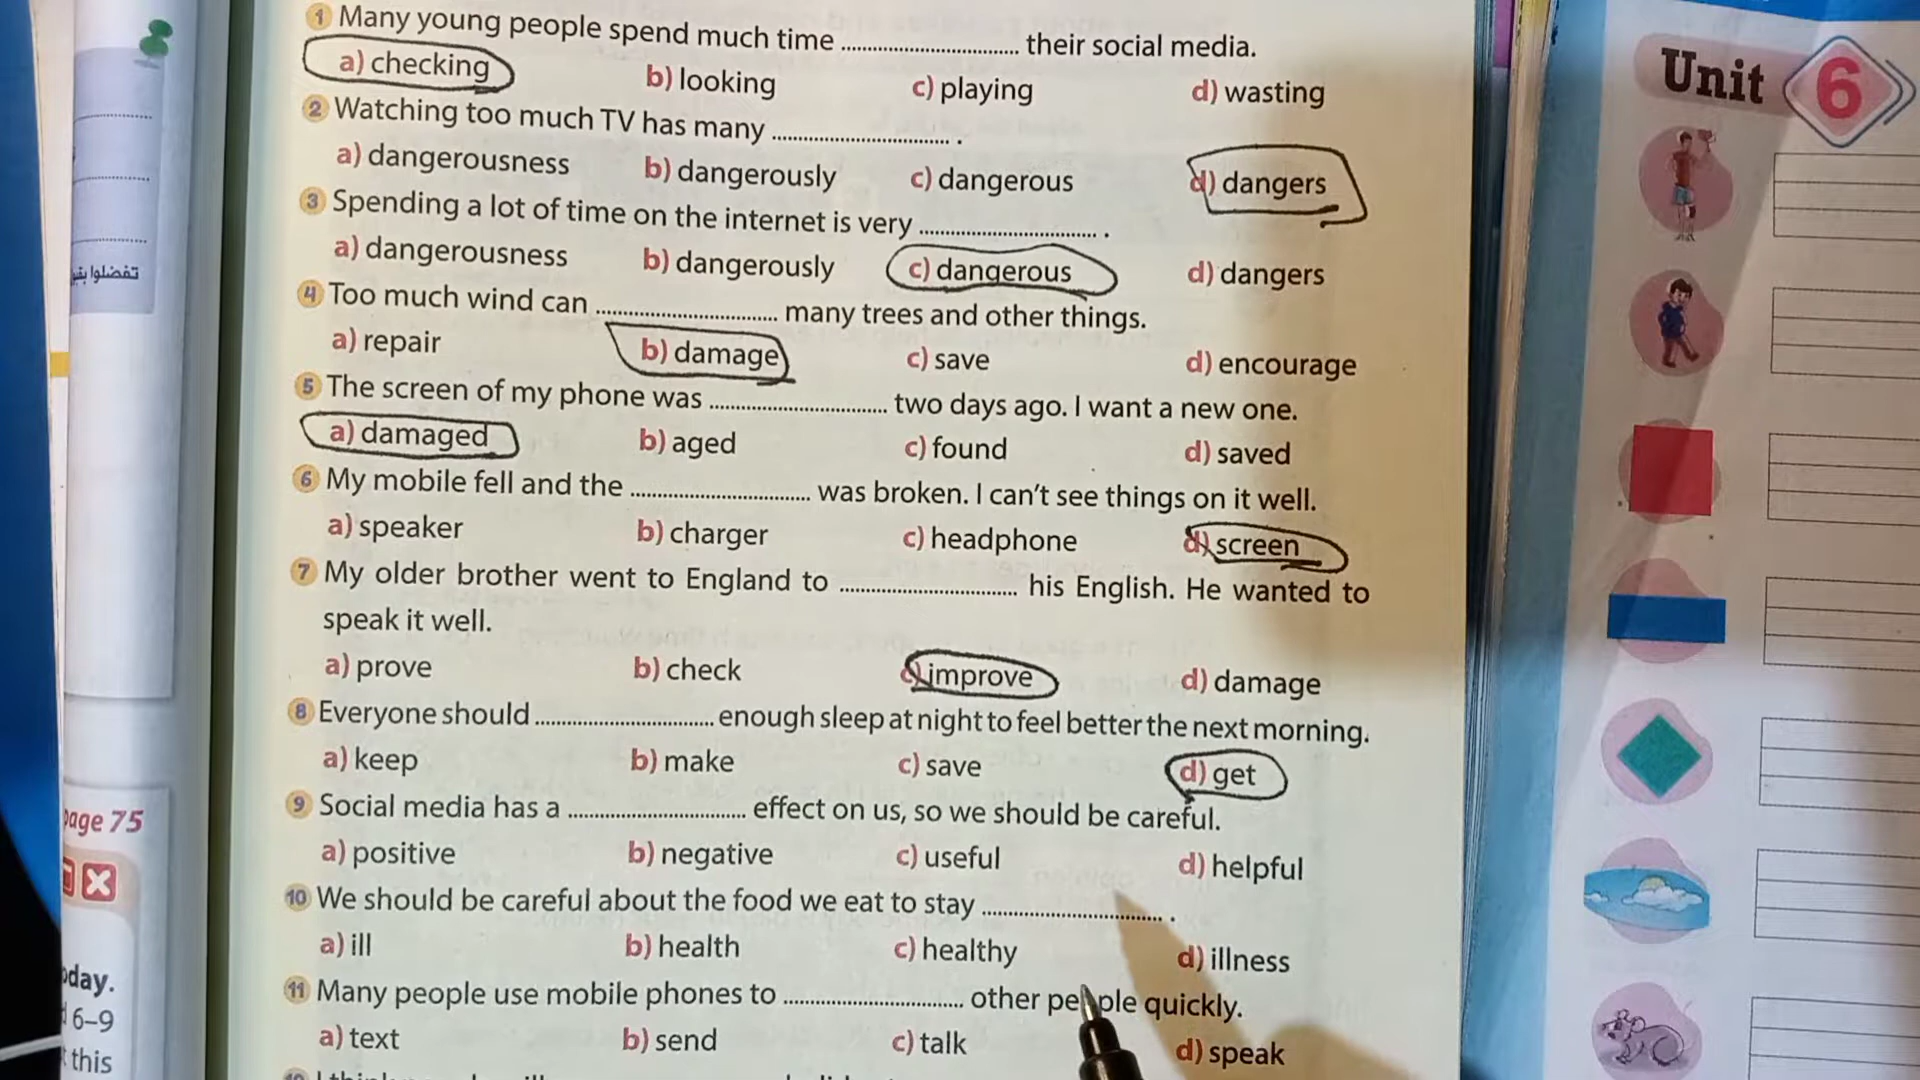 1 Many young people spend much time .............................. their social media.
a) checking b) looking c) playing d) wasting
2 Watching too much TV has many .............................. .
a) dangerousness b) dangerously c) dangerous d) dangers
3 Spending a lot of time on the internet is very .............................. .
a) dangerousness b) dangerously c) dangerous d) dangers
4 Too much wind can .............................. many trees and other things.
a) repair b) damage c) save d) encourage
5 The screen of my phone was .............................. two days ago. I want a new one.
a) damaged b) aged c) found d) saved
6 My mobile fell and the .............................. was broken. I can't see things on it well.
a) speaker b) charger c) headphone d) screen
7 My older brother went to England to .............................. his English. He wanted to
speak it well.
a) prove b) check c) improve d) damage
8 Everyone should .............................. enough sleep at night to feel better the next morning.
a) keep b) make c) save d) get
9 Social media has a .............................. effect on us, so we should be careful.
a) positive b) negative c) useful d) helpful
10 We should be careful about the food we eat to stay .............................. .
a) ill b) health c) healthy d) illness
11 Many people use mobile phones to .............................. other people quickly.
a) text b) send c) talk d) speak
تفضلوا
page 75
6–9
this
Unit 6